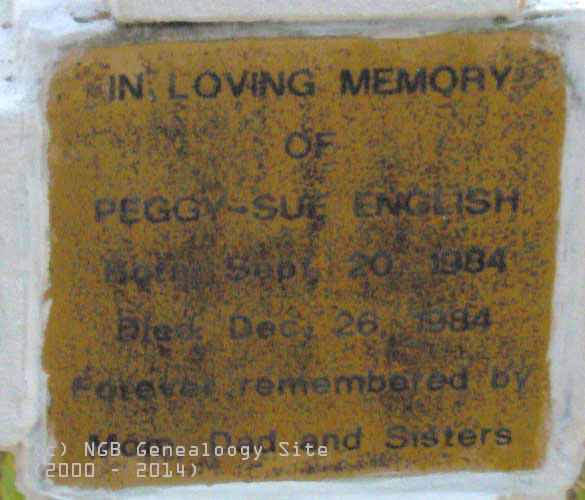 IN LOVING MEMORY
OF
PEGGY-SUE ENGLISH
Born: Sept. 20, 1984
Died: Dec. 26, 1984
Forever remembered by
Mom, Dad and Sisters
(c) NGB Genealoogy Site
(2000 - 2014)